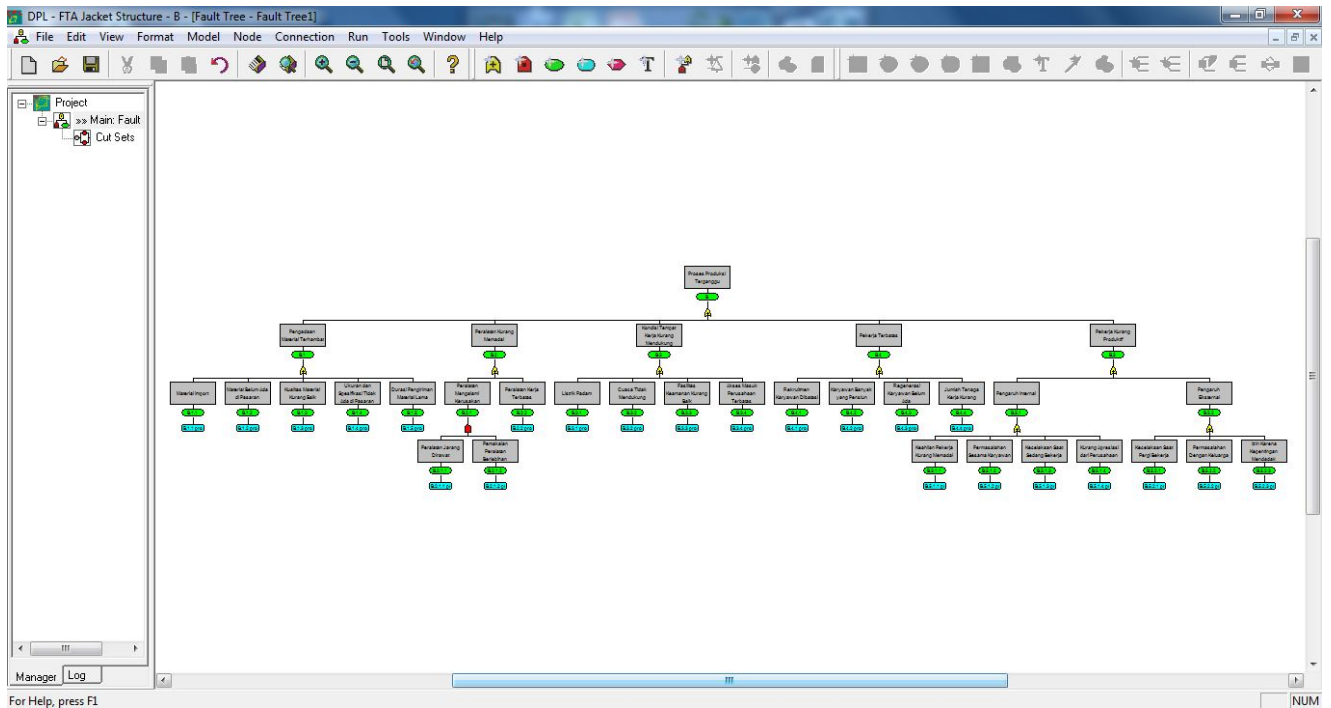 DPL - FTA Jacket Structure - B - [Fault Tree - Fault Tree1]
File Edit View Format Model Node Connection Run Tools Window Help
Project
»» Main: Fault
Cut Sets
Proses Produksi
Terganggu
Pengadaan
Material Terhambat
Peralatan Kurang
Memadai
Kondisi Tempat
Kerja Kurang
Mendukung
Pekerja Terbatas
Pekerja Kurang
Produktif
Material Impor
Material Belum Ada
di Pasaran
Kualitas Material
Kurang Baik
Ukuran dan
Spesifikasi Tidak
Ada di Pasaran
Durasi Pengiriman
Material Lama
Peralatan
Mengalami
Kerusakan
Peralatan Kerja
Terbatas
Listrik Padam
Cuaca Tidak
Mendukung
Fasilitas
Keamanan Kurang
Baik
Akses Masuk
Perusahaan
Terbatas
Rekrutmen
Karyawan Dibatasi
Karyawan Banyak
yang Pensiun
Regenerasi
Karyawan Belum
Ada
Jumlah Tenaga
Kerja Kurang
Pengaruh Internal
Pengaruh
Eksternal
Peralatan Jarang
Dirawat
Pemakaian
Peralatan
Berlebihan
Keahlian Pekerja
Kurang Memadai
Permasalahan
Sesama Karyawan
Kecelakaan Saat
Sedang Bekerja
Kurang Apresiasi
dari Perusahaan
Kecelakaan Saat
Pergi Bekerja
Permasalahan
Dengan Keluarga
Izin Karena
Kepentingan
Mendadak
Manager Log
For Help, press F1
NUM